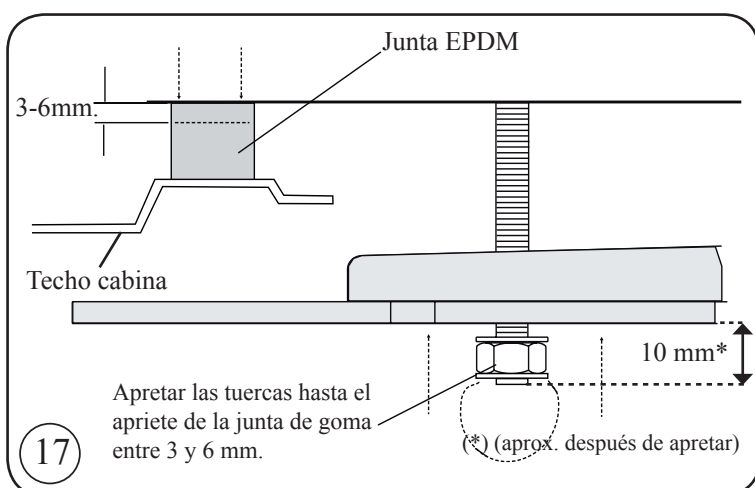 Junta EPDM
3-6mm.
Techo cabina
10 mm*
Apretar las tuercas hasta el
apriete de la junta de goma
entre 3 y 6 mm.
(*) (aprox. después de apretar)
17